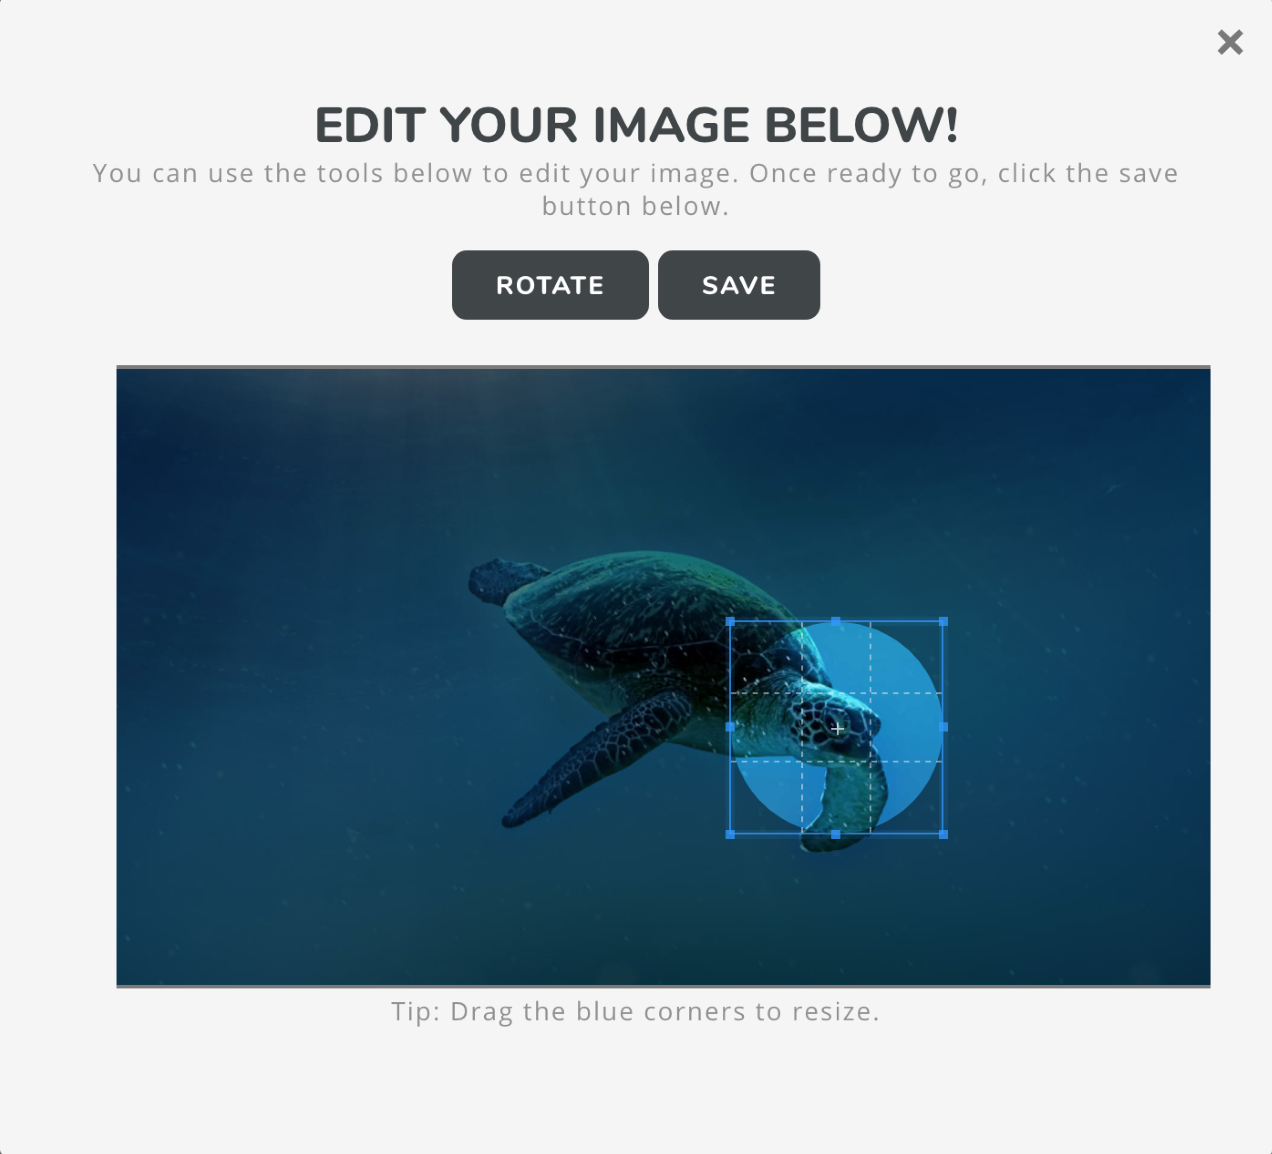 EDIT YOUR IMAGE BELOW!
You can use the tools below to edit your image. Once ready to go, click the save
button below.
ROTATE SAVE
Tip: Drag the blue corners to resize.